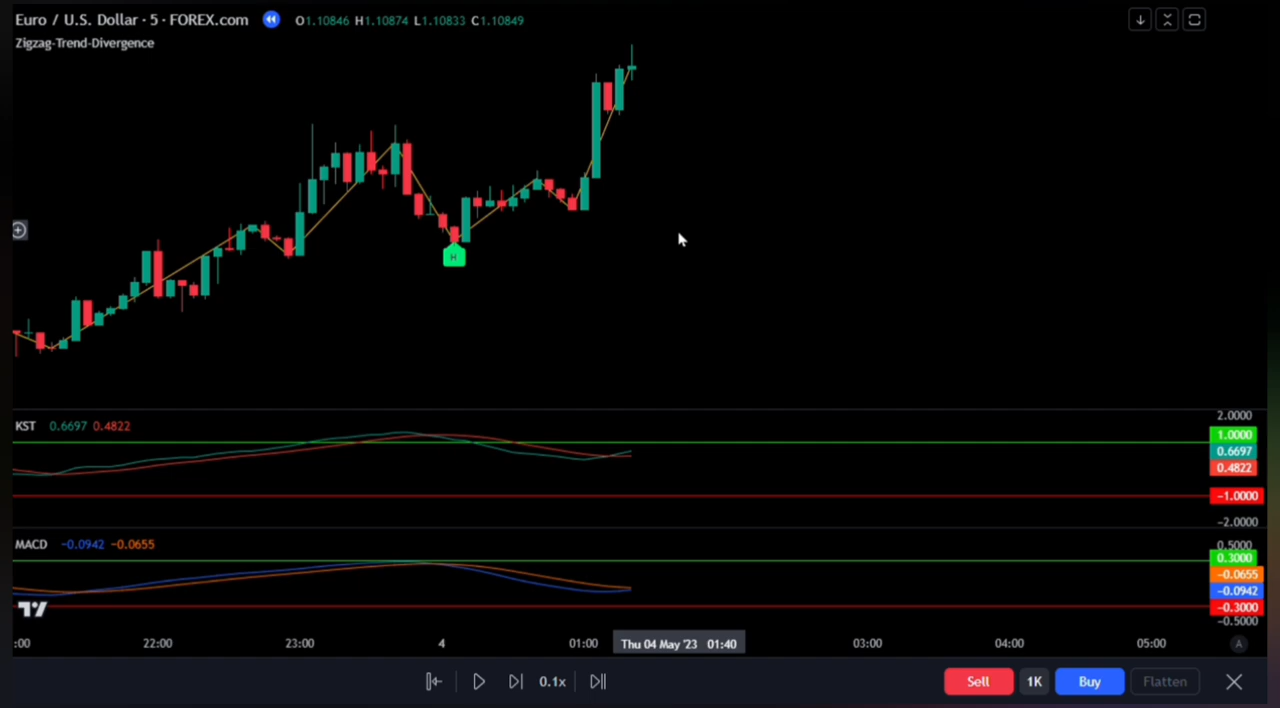 Euro / U.S. Dollar · 5 · FOREX.com O1.10846 H1.10874 L1.10833 C1.10849
Zigzag-Trend-Divergence
H
KST 0.6697 0.4822
2.0000
1.0000
0.6697
0.4822
−1.0000
−2.0000
MACD −0.0942 −0.0655
0.5000
0.3000
−0.0655
−0.0942
−0.3000
−0.5000
:00 22:00 23:00 4 01:00 Thu 04 May '23 01:40 03:00 04:00 05:00 A
0.1x Sell 1K Buy Flatten